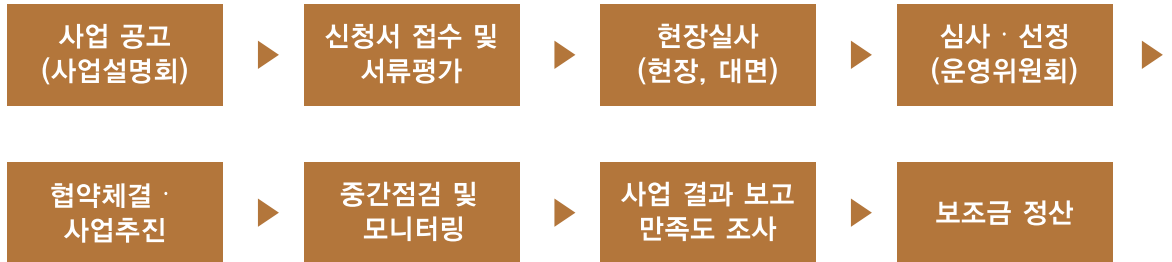 사업 공고
(사업설명회)
신청서 접수 및
서류평가
현장실사
(현장, 대면)
심사 · 선정
(운영위원회)
협약체결 ·
사업추진
중간점검 및
모니터링
사업 결과 보고
만족도 조사
보조금 정산